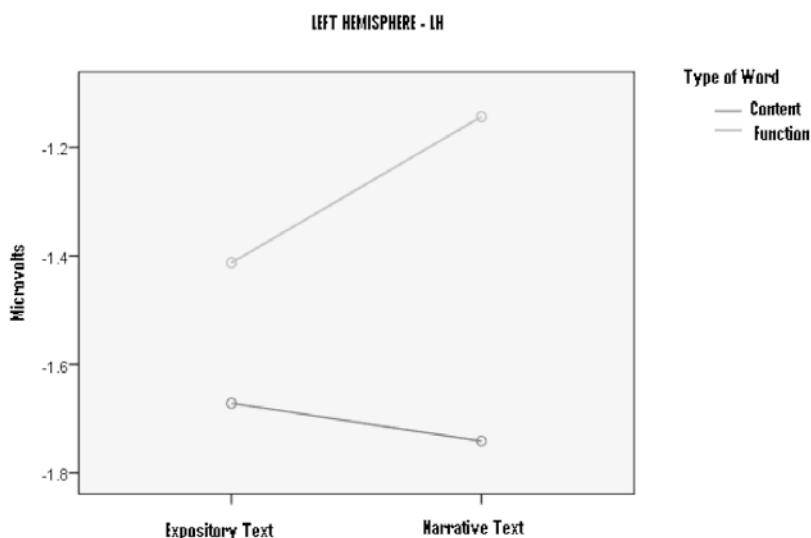 LEFT HEMISPHERE - LH
Type of Word
Content
Function
Microvolts
-1.2
-1.4
-1.6
-1.8
Expository Text
Narrative Text